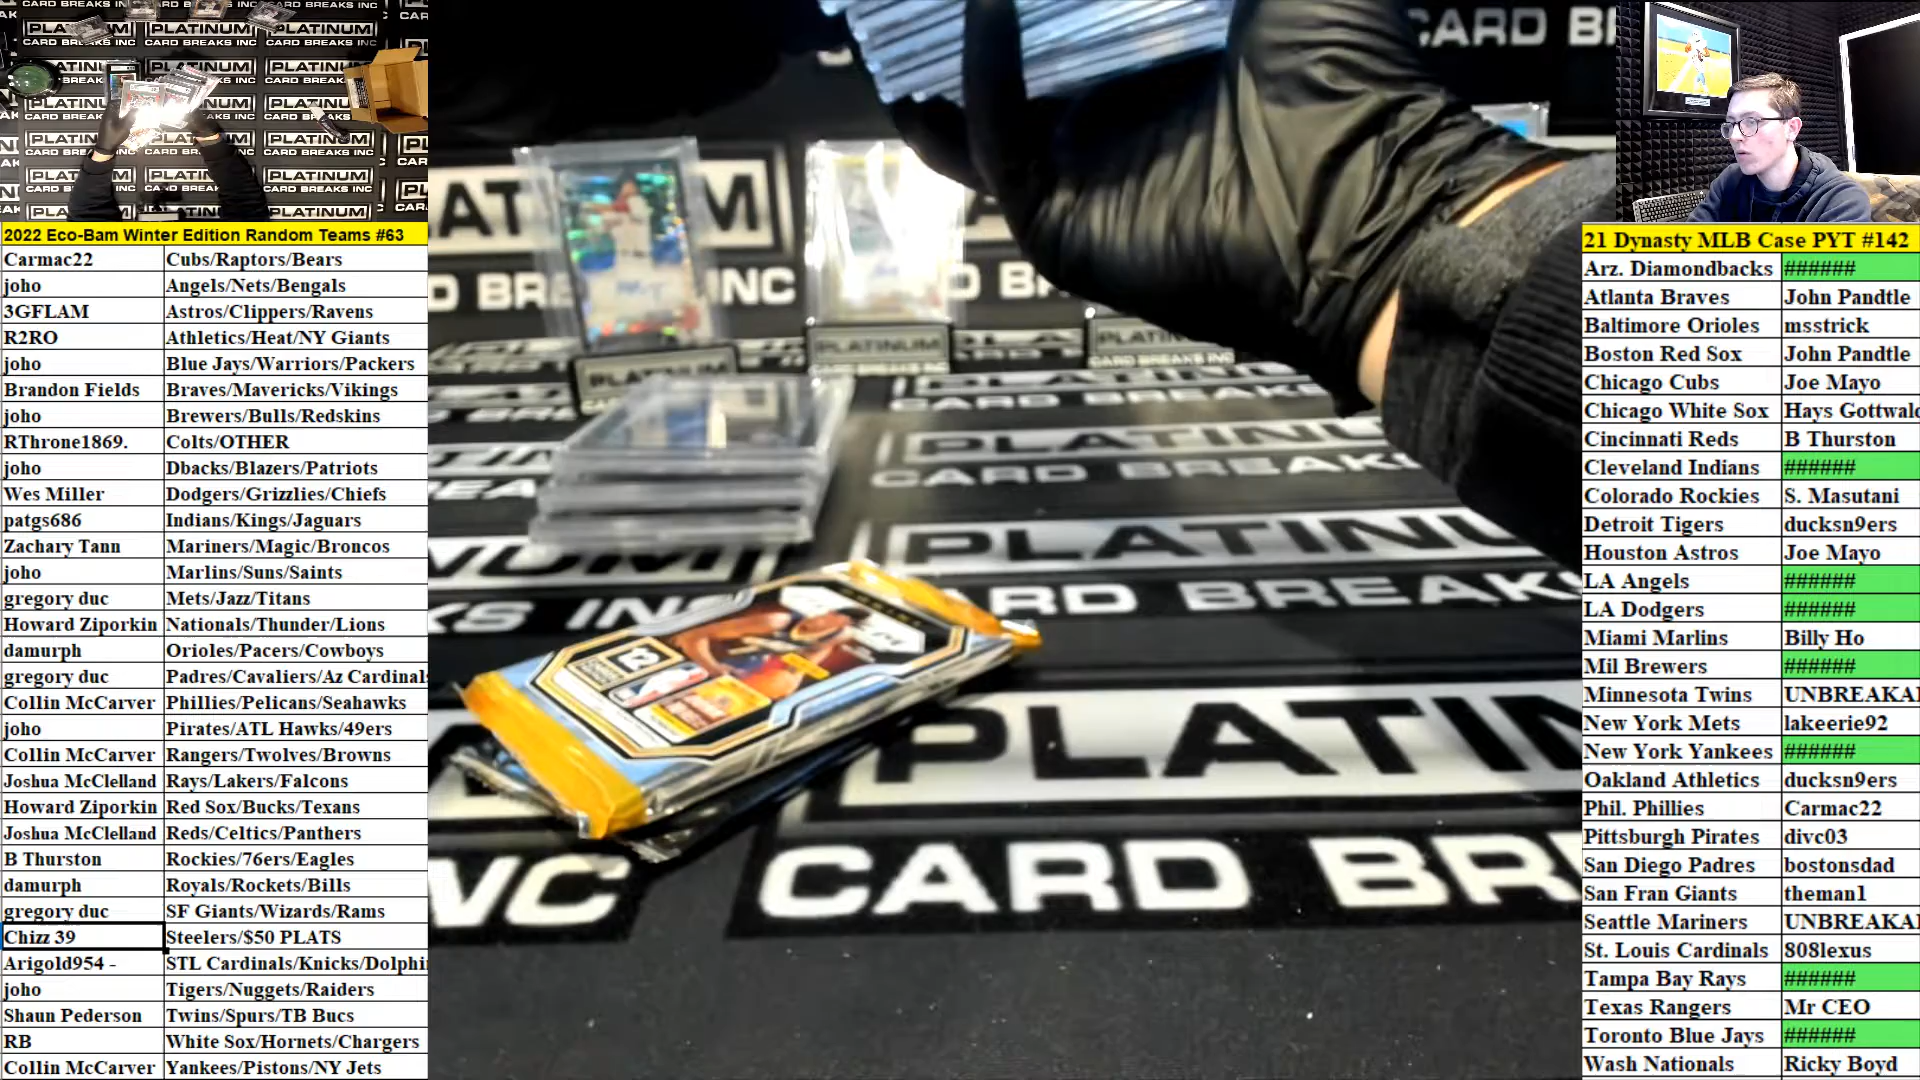 2022 Eco-Bam Winter Edition Random Teams #63
Carmac22 Cubs/Raptors/Bears
joho Angels/Nets/Bengals
3GFLAM Astros/Clippers/Ravens
R2RO Athletics/Heat/NY Giants
joho Blue Jays/Warriors/Packers
Brandon Fields Braves/Mavericks/Vikings
joho Brewers/Bulls/Redskins
RThrone1869. Colts/OTHER
joho Dbacks/Blazers/Patriots
Wes Miller Dodgers/Grizzlies/Chiefs
patgs686 Indians/Kings/Jaguars
Zachary Tann Mariners/Magic/Broncos
joho Marlins/Suns/Saints
gregory duc Mets/Jazz/Titans
Howard Ziporkin Nationals/Thunder/Lions
damurph Orioles/Pacers/Cowboys
gregory duc Padres/Cavaliers/Az Cardinals
Collin McCarver Phillies/Pelicans/Seahawks
joho Pirates/ATL Hawks/49ers
Collin McCarver Rangers/Twolves/Browns
Joshua McClelland Rays/Lakers/Falcons
Howard Ziporkin Red Sox/Bucks/Texans
Joshua McClelland Reds/Celtics/Panthers
B Thurston Rockies/76ers/Eagles
damurph Royals/Rockets/Bills
gregory duc SF Giants/Wizards/Rams
Chizz 39 Steelers/$50 PLATS
Arigold954 - STL Cardinals/Knicks/Dolphi
joho Tigers/Nuggets/Raiders
Shaun Pederson Twins/Spurs/TB Bucs
RB White Sox/Hornets/Chargers
Collin McCarver Yankees/Pistons/NY Jets
PLATINUM
CARD BREAKS INC
PLATINUM
CARD BREAKS INC
PLATINU
CARD BREAKS
PLATIN
CARD BR
12
21 Dynasty MLB Case PYT #142
Arz. Diamondbacks ######
Atlanta Braves John Pandtle
Baltimore Orioles msstrick
Boston Red Sox John Pandtle
Chicago Cubs Joe Mayo
Chicago White Sox Hays Gottwald
Cincinnati Reds B Thurston
Cleveland Indians ######
Colorado Rockies S. Masutani
Detroit Tigers ducksn9ers
Houston Astros Joe Mayo
LA Angels ######
LA Dodgers ######
Miami Marlins Billy Ho
Mil Brewers ######
Minnesota Twins UNBREAKA
New York Mets lakeerie92
New York Yankees ######
Oakland Athletics ducksn9ers
Phil. Phillies Carmac22
Pittsburgh Pirates divc03
San Diego Padres bostonsdad
San Fran Giants theman1
Seattle Mariners UNBREAKA
St. Louis Cardinals 808lexus
Tampa Bay Rays ######
Texas Rangers Mr CEO
Toronto Blue Jays ######
Wash Nationals Ricky Boyd